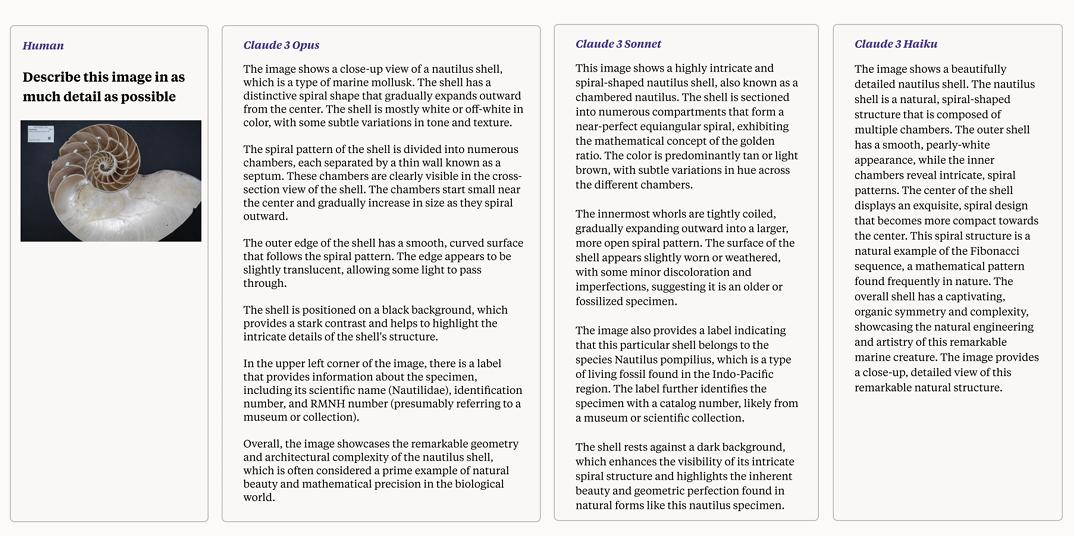 Human
Describe this image in as
much detail as possible
Claude 3 Opus
The image shows a close-up view of a nautilus shell,
which is a type of marine mollusk. The shell has a
distinctive spiral shape that gradually expands outward
from the center. The shell is mostly white or off-white in
color, with some subtle variations in tone and texture.
The spiral pattern of the shell is divided into numerous
chambers, each separated by a thin wall known as a
septum. These chambers are clearly visible in the cross-
section view of the shell. The chambers start small near
the center and gradually increase in size as they spiral
outward.
The outer edge of the shell has a smooth, curved surface
that follows the spiral pattern. The edge appears to be
slightly translucent, allowing some light to pass
through.
The shell is positioned on a black background, which
provides a stark contrast and helps to highlight the
intricate details of the shell's structure.
In the upper left corner of the image, there is a label
that provides information about the specimen,
including its scientific name (Nautilidae), identification
number, and RMNH number (presumably referring to a
museum or collection).
Overall, the image showcases the remarkable geometry
and architectural complexity of the nautilus shell,
which is often considered a prime example of natural
beauty and mathematical precision in the biological
world.
Claude 3 Sonnet
This image shows a highly intricate and
spiral-shaped nautilus shell, also known as a
chambered nautilus. The shell is sectioned
into numerous compartments that form a
near-perfect equiangular spiral, exhibiting
the mathematical concept of the golden
ratio. The color is predominantly tan or light
brown, with subtle variations in hue across
the different chambers.
The innermost whorls are tightly coiled,
gradually expanding outward into a larger,
more open spiral pattern. The surface of the
shell appears slightly worn or weathered,
with some minor discoloration and
imperfections, suggesting it is an older or
fossilized specimen.
The image also provides a label indicating
that this particular shell belongs to the
species Nautilus pompilius, which is a type
of living fossil found in the Indo-Pacific
region. The label further identifies the
specimen with a catalog number, likely from
a museum or scientific collection.
The shell rests against a dark background,
which enhances the visibility of its intricate
spiral structure and highlights the inherent
beauty and geometric perfection found in
natural forms like this nautilus specimen.
Claude 3 Haiku
The image shows a beautifully
detailed nautilus shell. The nautilus
shell is a natural, spiral-shaped
structure that is composed of
multiple chambers. The outer shell
has a smooth, pearly-white
appearance, while the inner
chambers reveal intricate, spiral
patterns. The center of the shell
displays an exquisite, spiral design
that becomes more compact towards
the center. This spiral structure is a
natural example of the Fibonacci
sequence, a mathematical pattern
found frequently in nature. The
overall shell has a captivating,
organic symmetry and complexity,
showcasing the natural engineering
and artistry of this remarkable
marine creature. The image provides
a close-up, detailed view of this
remarkable natural structure.